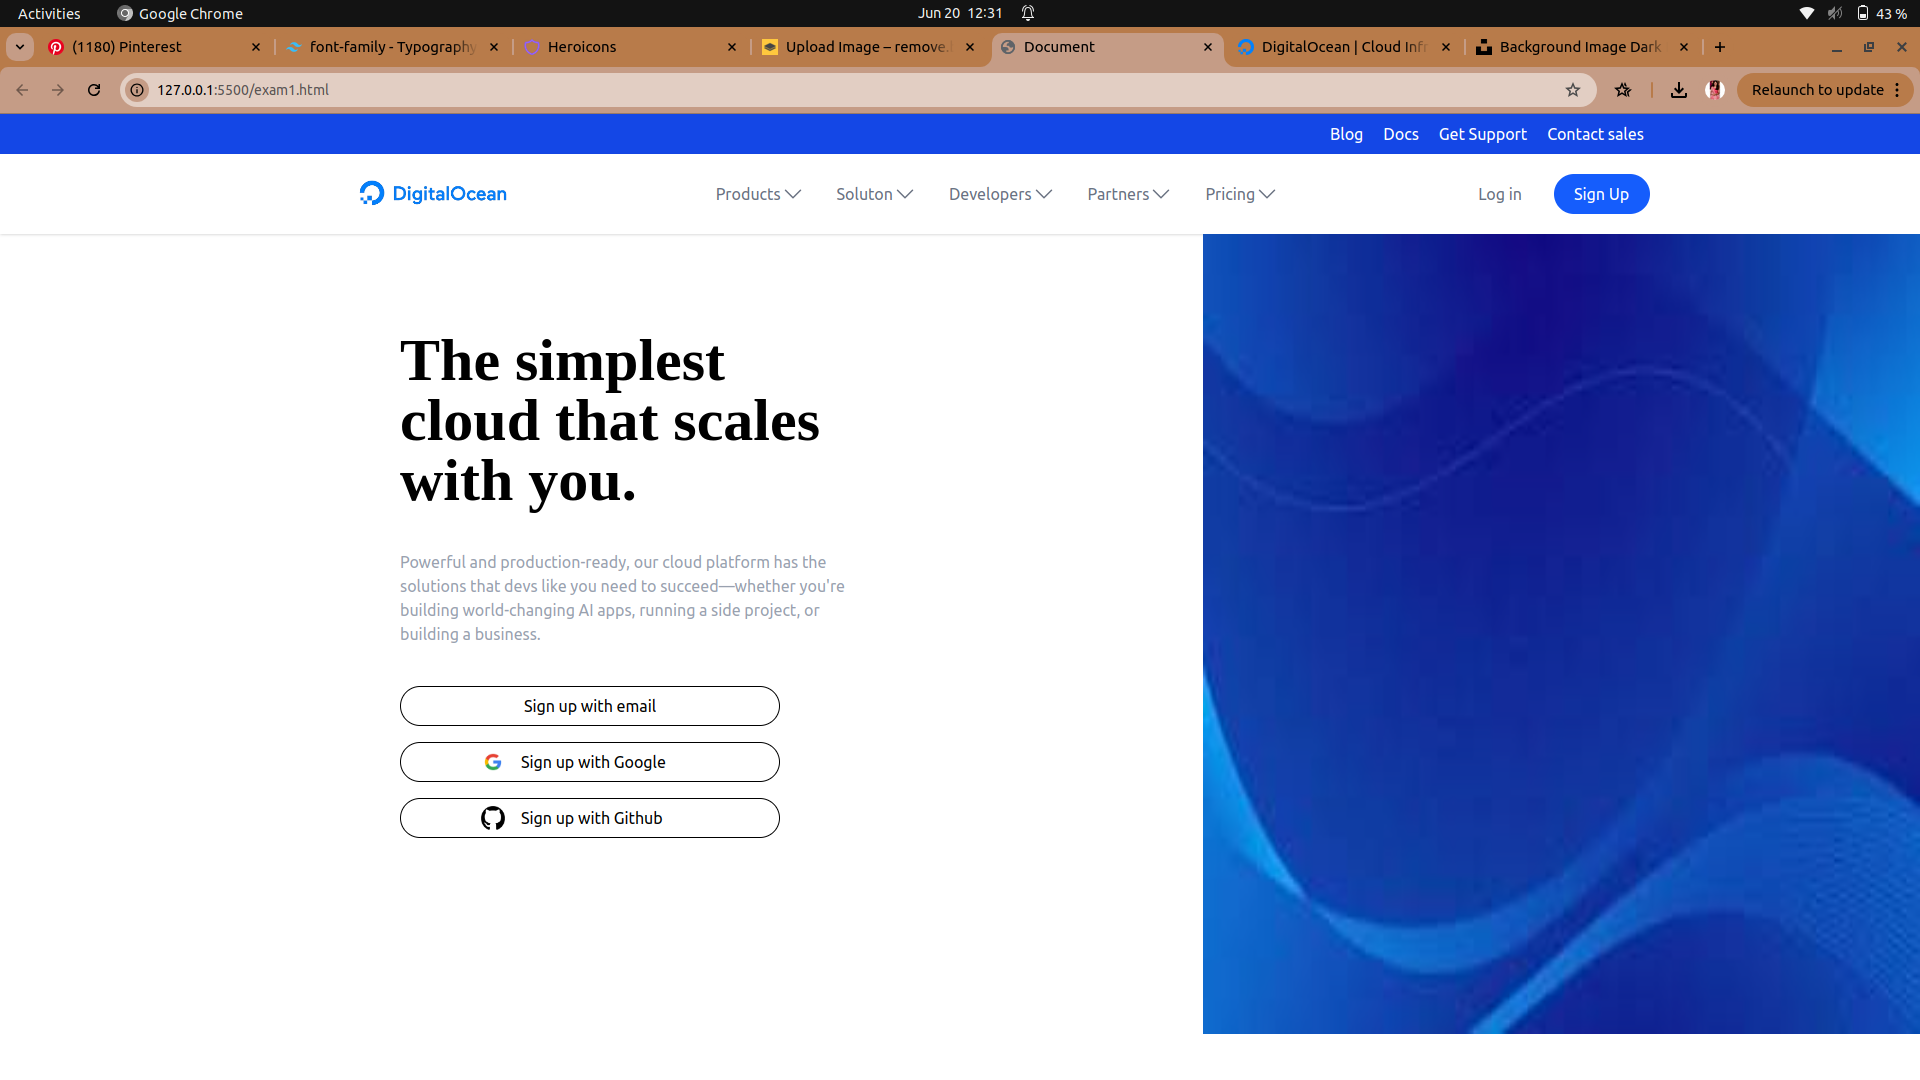 Activities
Google Chrome
Jun 20 12:31
43 %
(1180) Pinterest
font-family - Typography
Heroicons
Upload Image – remove.
Document
DigitalOcean | Cloud Infr
Background Image Dark
127.0.0.1:5500/exam1.html
Relaunch to update
Blog Docs Get Support Contact sales
DigitalOcean
Products Soluton Developers Partners Pricing
Log in
Sign Up
The simplest
cloud that scales
with you.
Powerful and production-ready, our cloud platform has the
solutions that devs like you need to succeed—whether you're
building world-changing AI apps, running a side project, or
building a business.
Sign up with email
Sign up with Google
Sign up with Github